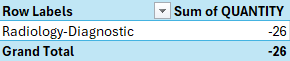 Row Labels Sum of QUANTITY
Radiology-Diagnostic -26
Grand Total -26